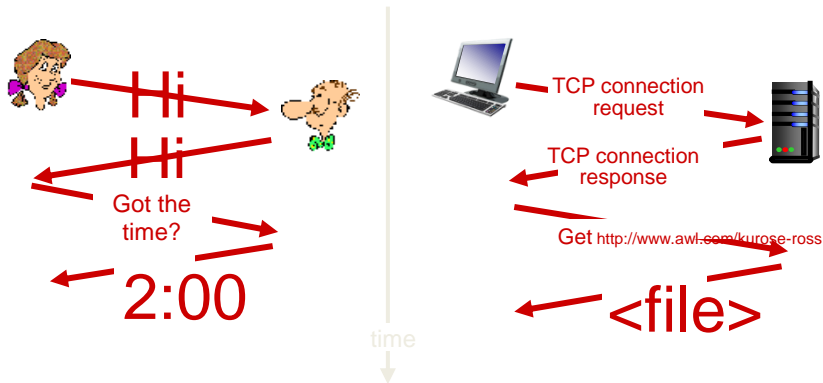 Hi
Hi
Got the
time?
2:00
time
TCP connection
request
TCP connection
response
Get http://www.awl.com/kurose-ross
<file>